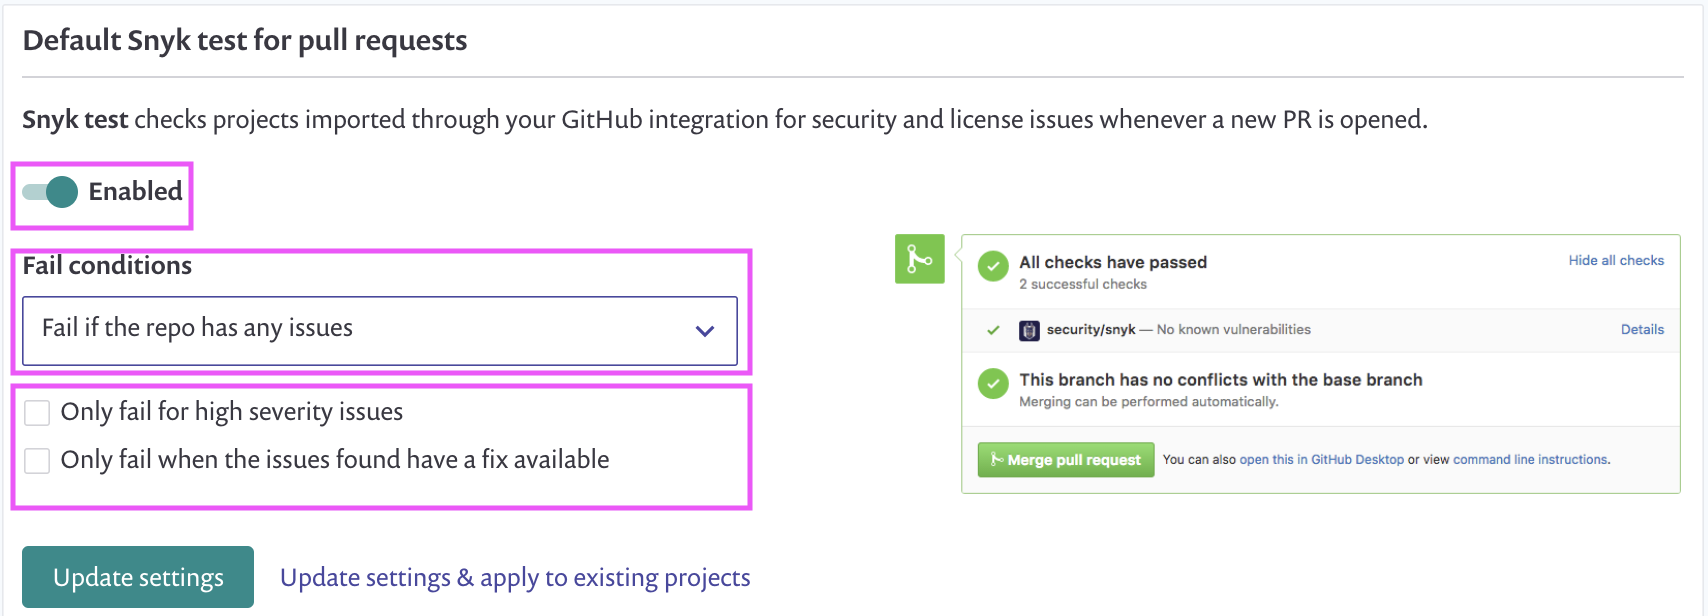 Default Snyk test for pull requests
Snyk test checks projects imported through your GitHub integration for security and license issues whenever a new PR is opened.
Enabled
Fail conditions
Fail if the repo has any issues
Only fail for high severity issues
Only fail when the issues found have a fix available
Update settings
Update settings & apply to existing projects
All checks have passed
Hide all checks
2 successful checks
security/snyk — No known vulnerabilities
Details
This branch has no conflicts with the base branch
Merging can be performed automatically.
Merge pull request
You can also open this in GitHub Desktop or view command line instructions.